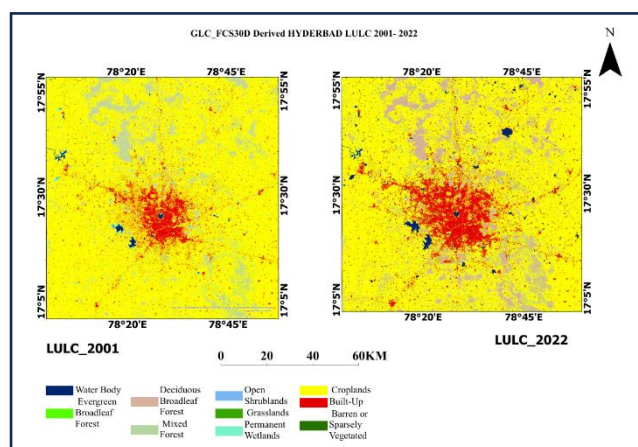 GLC_FCS30D Derived HYDERBAD LULC 2001- 2022
N
78°20'E 78°45'E
78°20'E 78°45'E
17°55'N 17°30'N 17°5'N
17°55'N 17°30'N 17°5'N
17°55'N 17°30'N 17°5'N
17°55'N 17°30'N 17°5'N
78°20'E 78°45'E
78°20'E 78°45'E
LULC_2001
LULC_2022
0 20 40 60KM
Water Body
Evergreen
Broadleaf
Forest
Deciduous
Broadleaf
Forest
Mixed
Forest
Open
Shrublands
Grasslands
Permanent
Wetlands
Croplands
Built-Up
Barren or
Sparsely
Vegetated